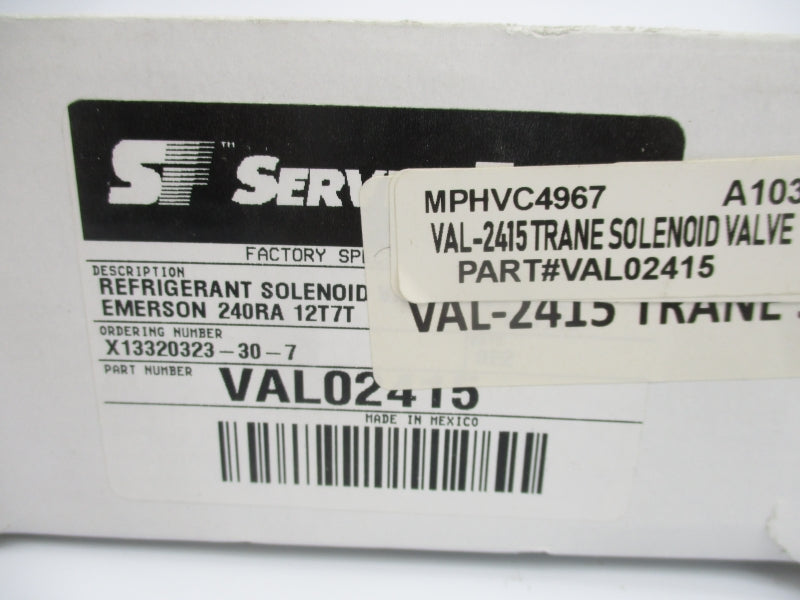 ST™ SERV
FACTORY SP
DESCRIPTION
REFRIGERANT SOLENOID
EMERSON 240RA 12T7T
ORDERING NUMBER
X13320323-30-7
PART NUMBER
VAL02415
MADE IN MEXICO
MPHVC4967 A103
VAL-2415 TRANE SOLENOID VALVE
PART#VAL02415
VAL-2415 TRANE